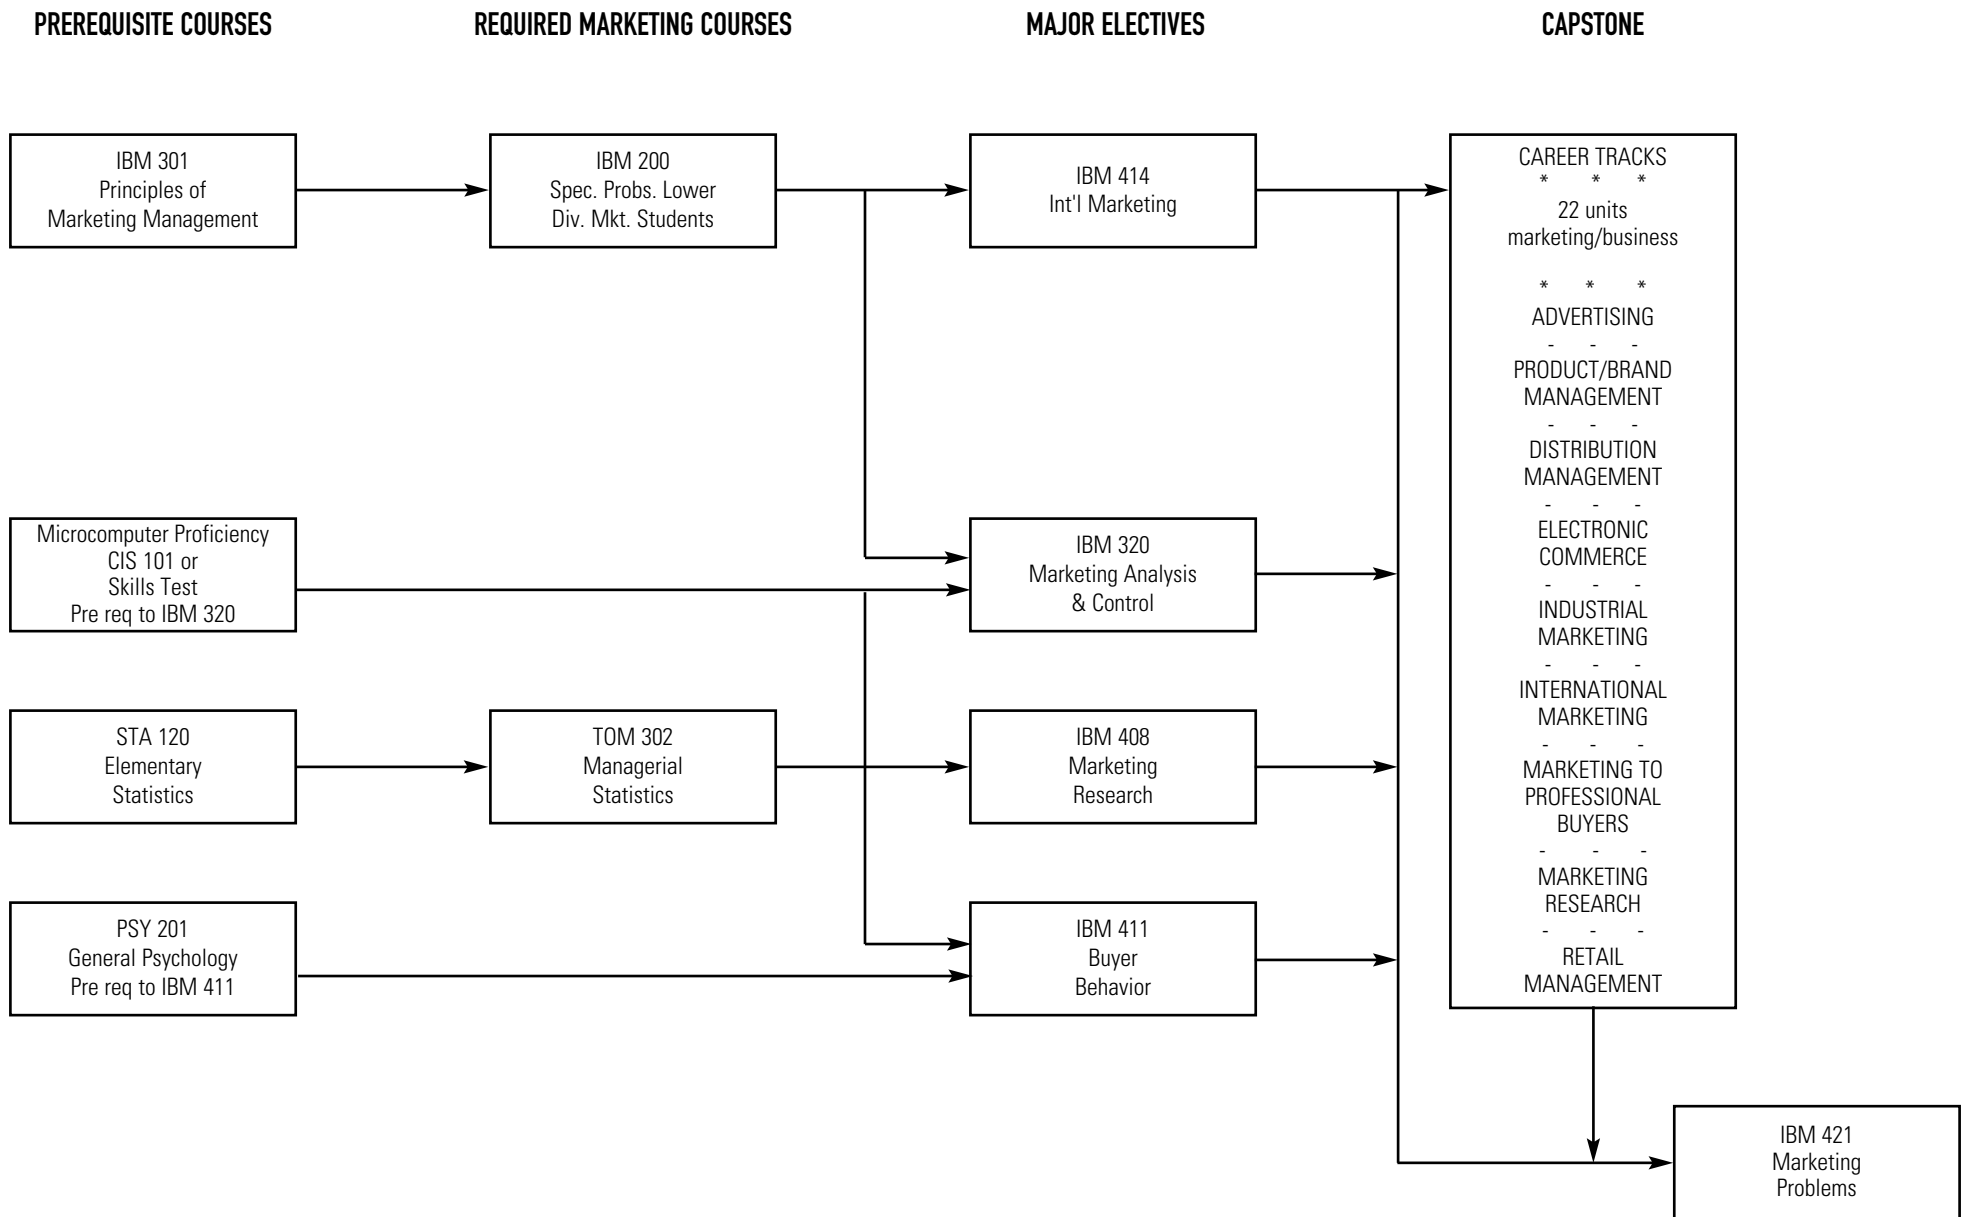 PREREQUISITE COURSES
REQUIRED MARKETING COURSES
MAJOR ELECTIVES
CAPSTONE
IBM 301
Principles of
Marketing Management
IBM 200
Spec. Probs. Lower
Div. Mkt. Students
IBM 414
Int'l Marketing
CAREER TRACKS
* * *
22 units
marketing/business
* * *
ADVERTISING
- - -
PRODUCT/BRAND
MANAGEMENT
- - -
DISTRIBUTION
MANAGEMENT
- - -
ELECTRONIC
COMMERCE
- - -
INDUSTRIAL
MARKETING
- - -
INTERNATIONAL
MARKETING
- - -
MARKETING TO
PROFESSIONAL
BUYERS
- - -
MARKETING
RESEARCH
- - -
RETAIL
MANAGEMENT
Microcomputer Proficiency
CIS 101 or
Skills Test
Pre req to IBM 320
IBM 320
Marketing Analysis
& Control
STA 120
Elementary
Statistics
TOM 302
Managerial
Statistics
IBM 408
Marketing
Research
PSY 201
General Psychology
Pre req to IBM 411
IBM 411
Buyer
Behavior
IBM 421
Marketing
Problems